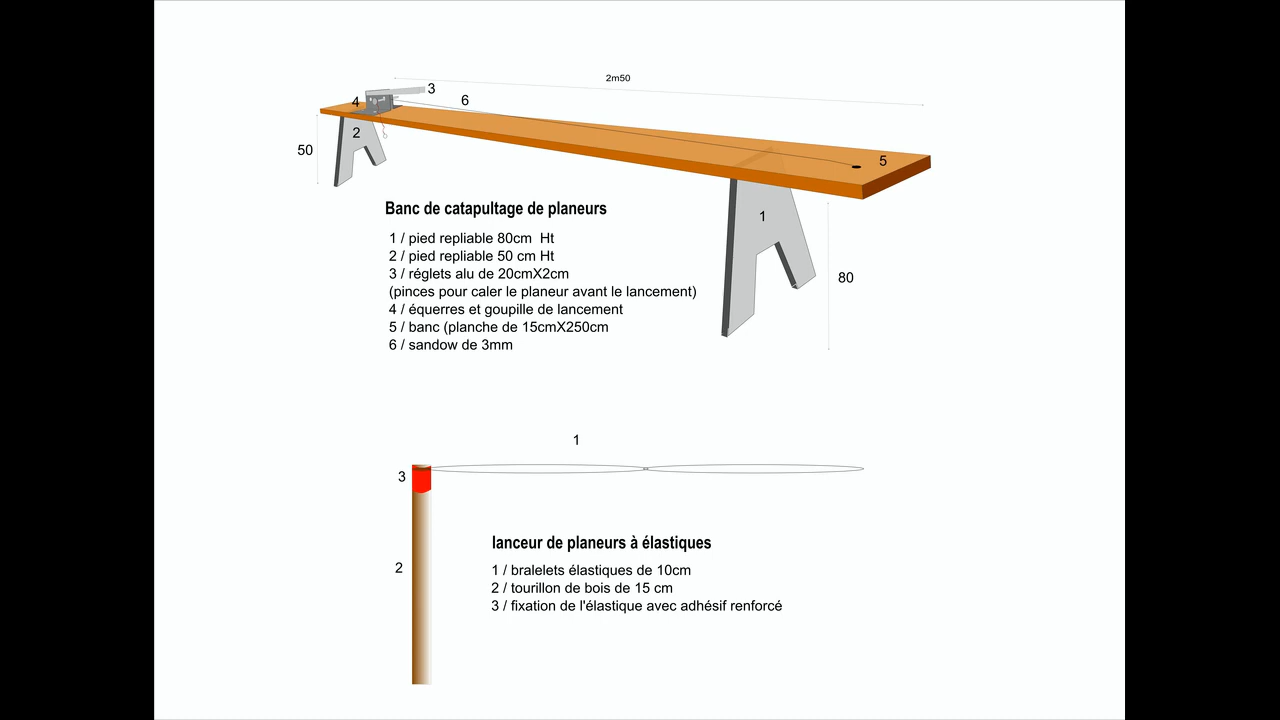 2m50
3
4
6
2
5
50
1
80
Banc de catapultage de planeurs
1 / pied repliable 80cm  Ht
2 / pied repliable 50 cm Ht
3 / réglets alu de 20cmX2cm
(pinces pour caler le planeur avant le lancement)
4 / équerres et goupille de lancement
5 / banc (planche de 15cmX250cm
6 / sandow de 3mm
1
3
2
lanceur de planeurs à élastiques
1 / bralelets élastiques de 10cm
2 / tourillon de bois de 15 cm
3 / fixation de l'élastique avec adhésif renforcé